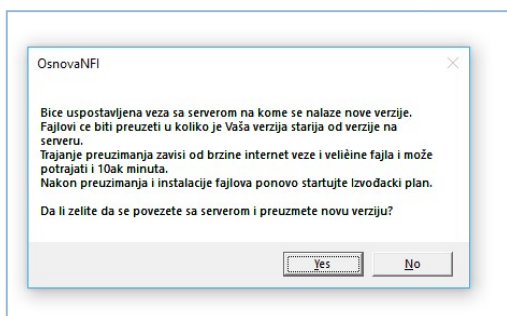 OsnovaNFI
Bice uspostavljena veza sa serverom na kome se nalaze nove verzije.
Fajlovi ce biti preuzeti u koliko je Vaša verzija starija od verzije na
serveru.
Trajanje preuzimanja zavisi od brzine internet veze i velièine fajla i može
potrajati i 10ak minuta.
Nakon preuzimanja i instalacije fajlova ponovo startujte Izvođacki plan.
Da li zelite da se povezete sa serverom i preuzmete novu verziju?
Yes
No